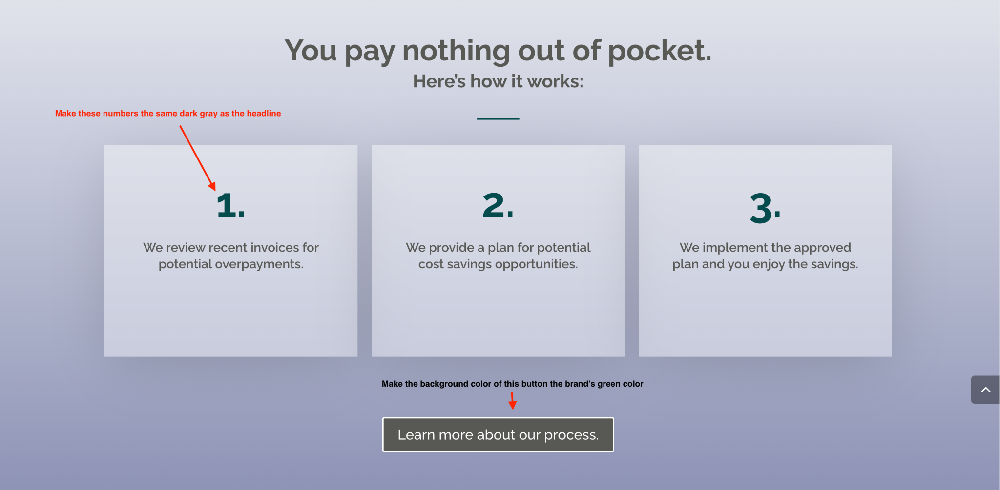 You pay nothing out of pocket.
Here’s how it works:
Make these numbers the same dark gray as the headline
1.
We review recent invoices for
potential overpayments.
2.
We provide a plan for potential
cost savings opportunities.
3.
We implement the approved
plan and you enjoy the savings.
Make the background color of this button the brand’s green color
Learn more about our process.